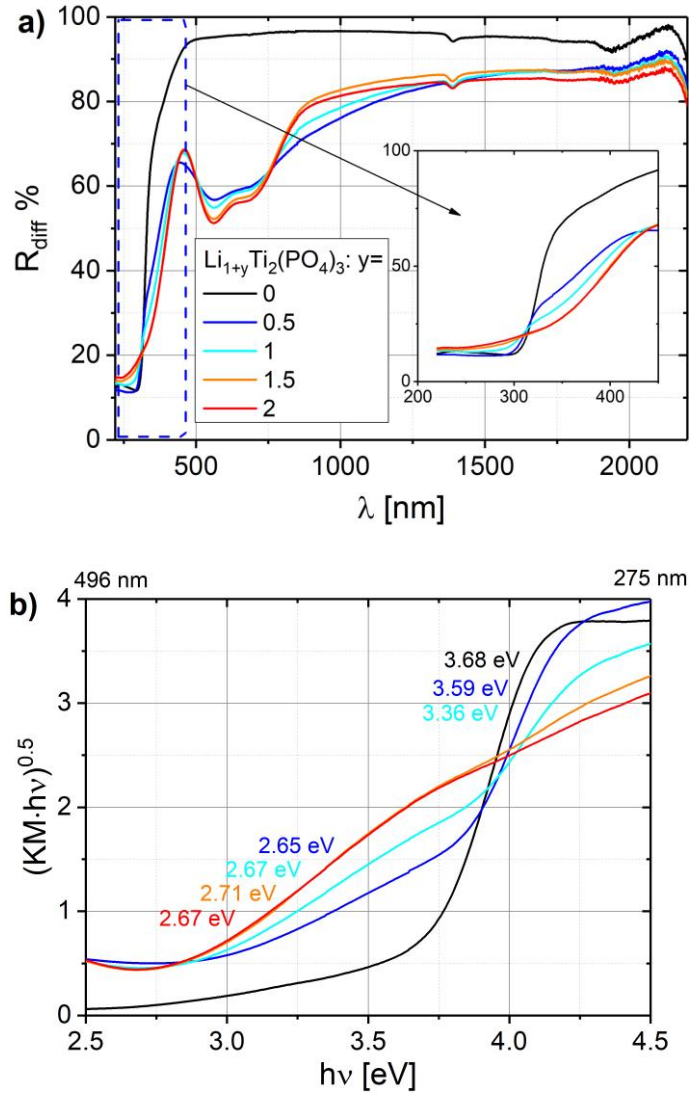 a)
100
80
60
40
20
0
R_diff %
500
1000
1500
2000
λ [nm]
Li₁₊yTi₂(PO₄)₃: y=
0
0.5
1
1.5
2
100
50
0
200
300
400
496 nm
275 nm
b)
4
3
2
1
0
(KM·hν)^0.5
3.68 eV
3.59 eV
3.36 eV
2.65 eV
2.67 eV
2.71 eV
2.67 eV
2.5
3.0
3.5
4.0
4.5
hν [eV]